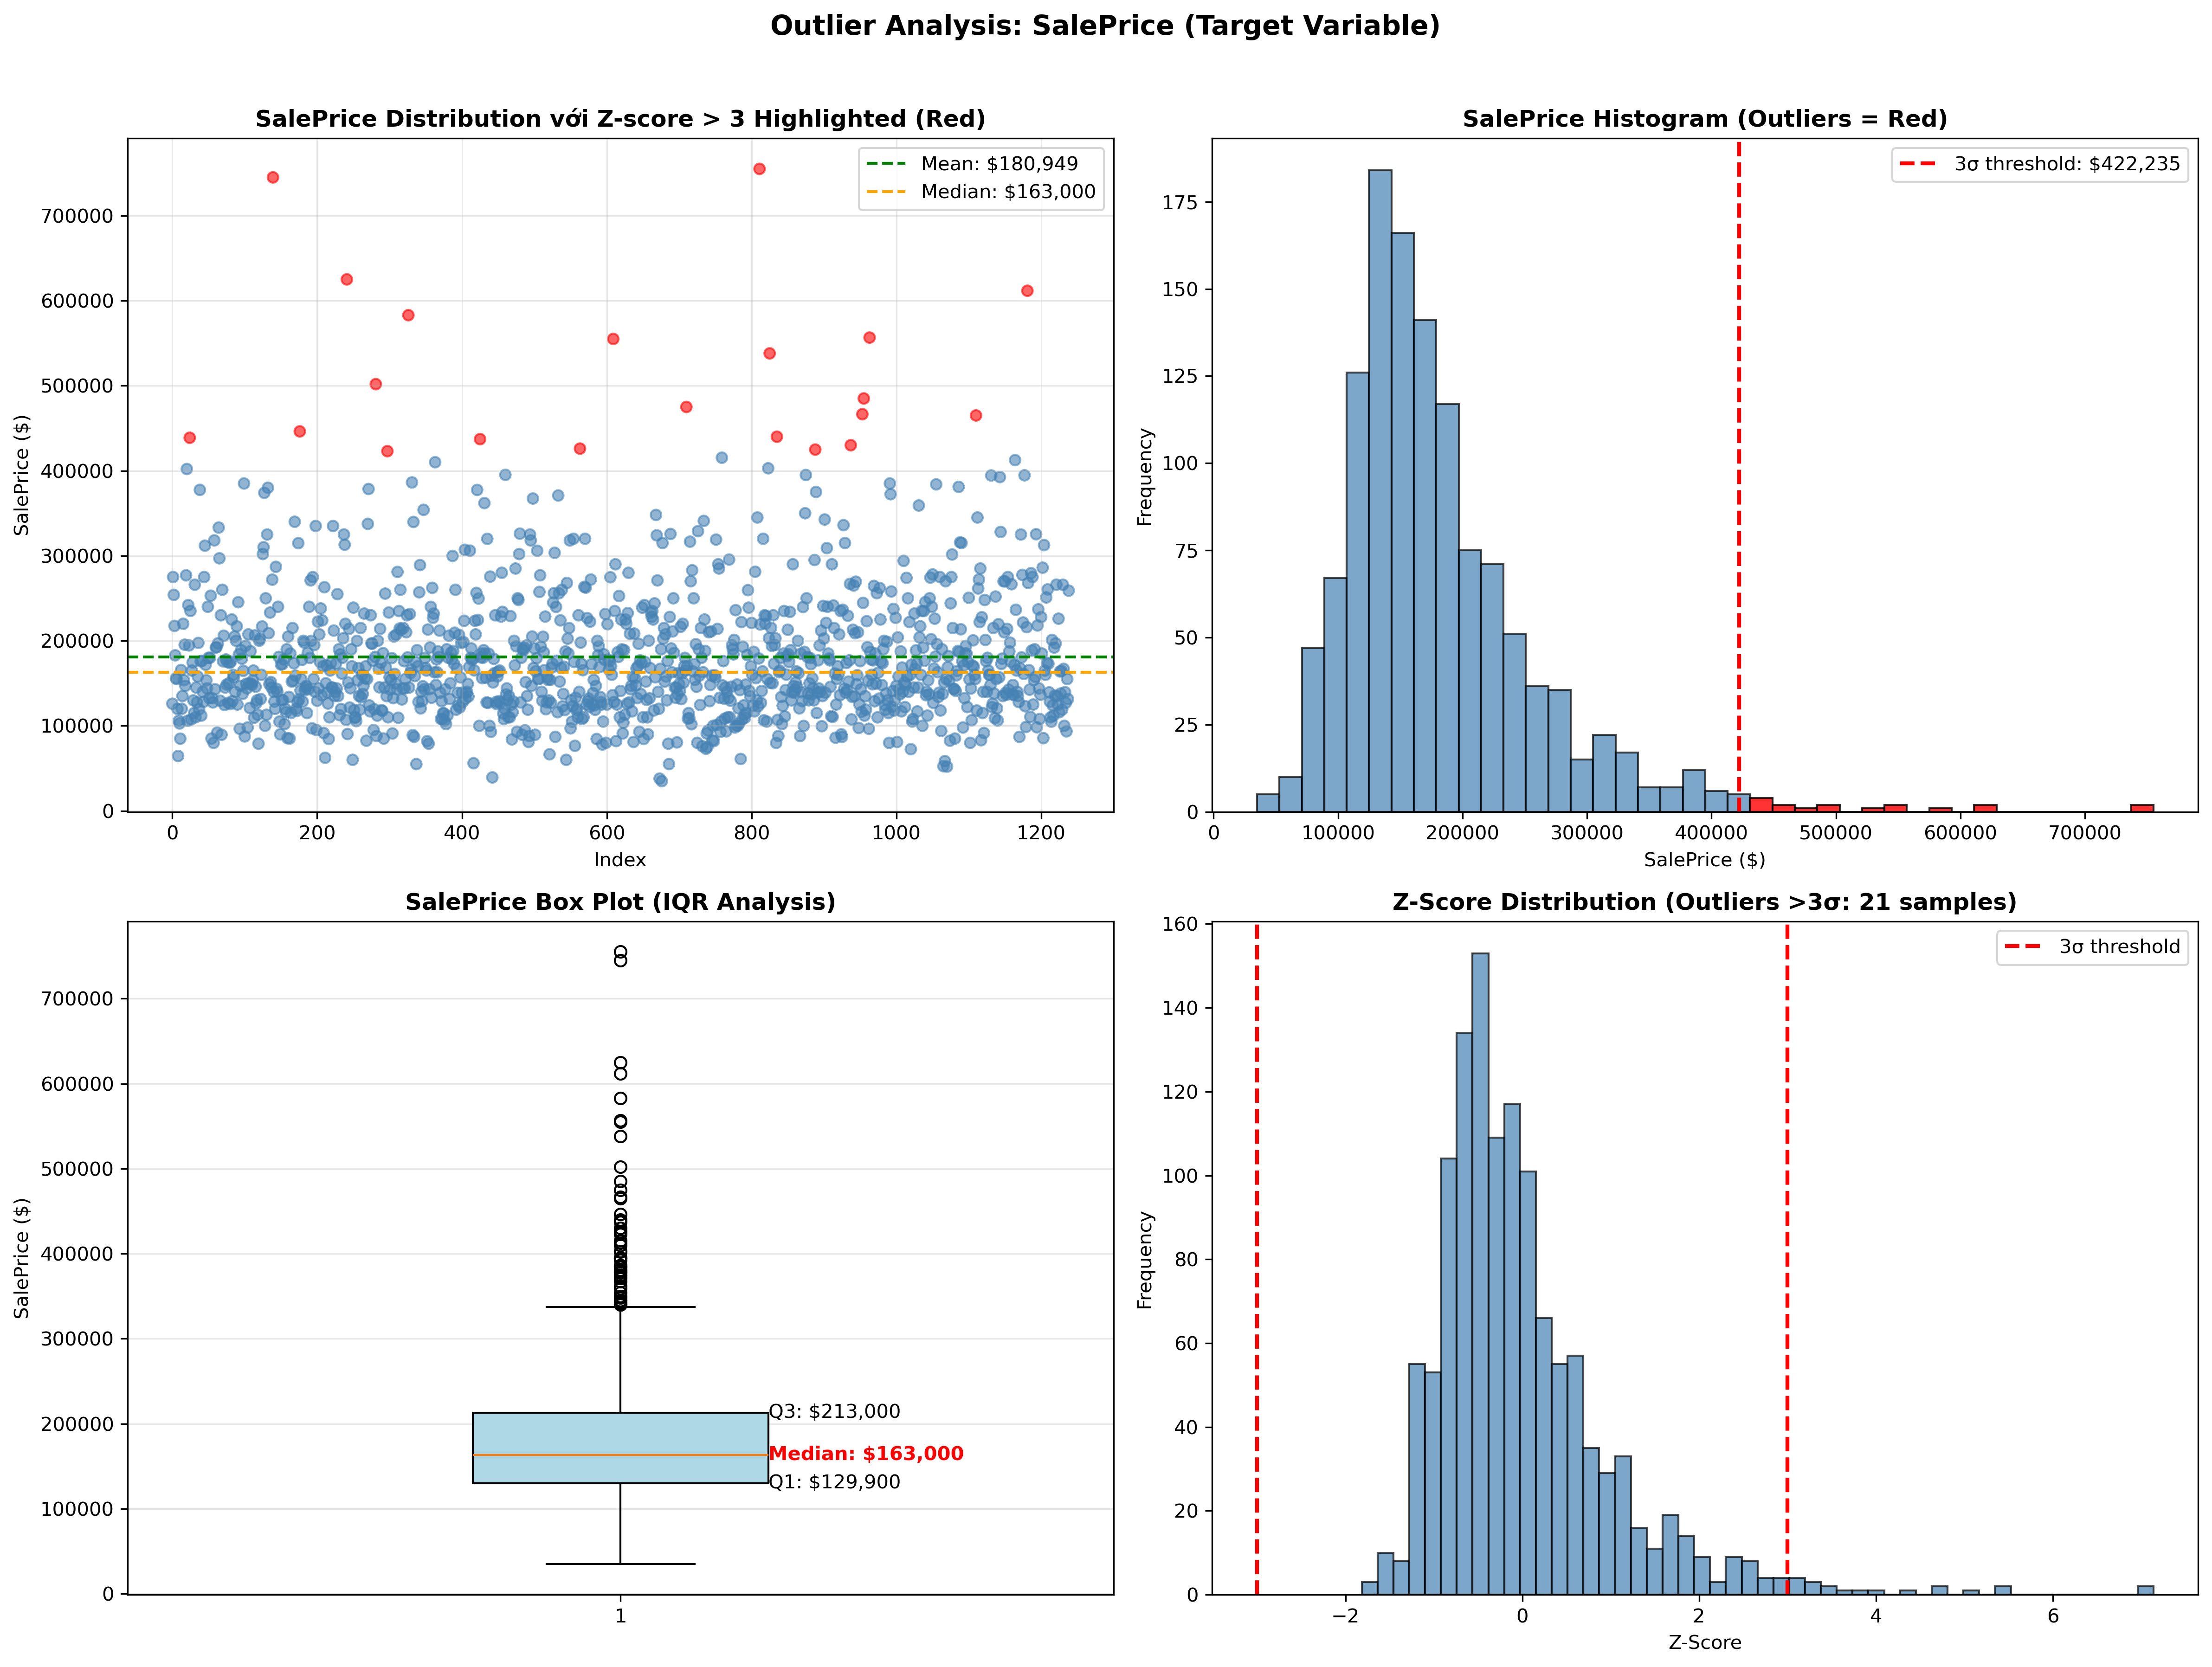 Outlier Analysis: SalePrice (Target Variable)
SalePrice Distribution với Z-score > 3 Highlighted (Red)
Mean: $180,949
Median: $163,000
700000
600000
500000
400000
300000
200000
100000
0
SalePrice ($)
0 200 400 600 800 1000 1200
Index
SalePrice Histogram (Outliers = Red)
3σ threshold: $422,235
175
150
125
100
75
50
25
0
Frequency
0 100000 200000 300000 400000 500000 600000 700000
SalePrice ($)
SalePrice Box Plot (IQR Analysis)
700000
600000
500000
400000
300000
200000
100000
0
SalePrice ($)
Q3: $213,000
Median: $163,000
Q1: $129,900
1
Z-Score Distribution (Outliers >3σ: 21 samples)
3σ threshold
160
140
120
100
80
60
40
20
0
Frequency
−2 0 2 4 6
Z-Score